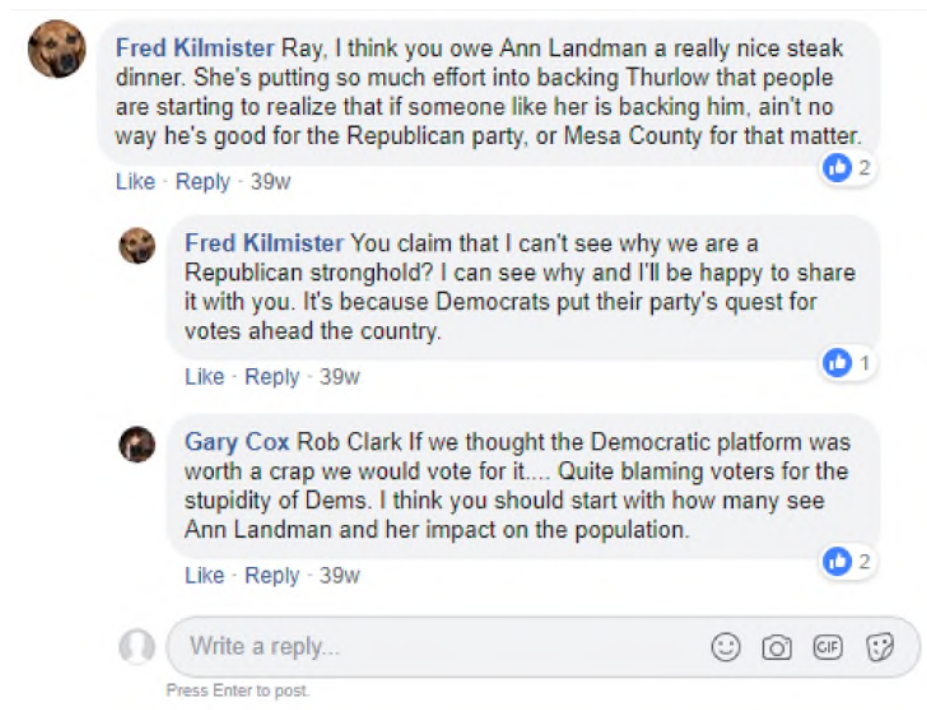 Fred Kilmister Ray, I think you owe Ann Landman a really nice steak
dinner. She's putting so much effort into backing Thurlow that people
are starting to realize that if someone like her is backing him, ain't no
way he's good for the Republican party, or Mesa County for that matter.
2
Like · Reply · 39w
Fred Kilmister You claim that I can't see why we are a
Republican stronghold? I can see why and I'll be happy to share
it with you. It's because Democrats put their party's quest for
votes ahead the country.
1
Like · Reply · 39w
Gary Cox Rob Clark If we thought the Democratic platform was
worth a crap we would vote for it.... Quite blaming voters for the
stupidity of Dems. I think you should start with how many see
Ann Landman and her impact on the population.
2
Like · Reply · 39w
Write a reply...
GIF
Press Enter to post.